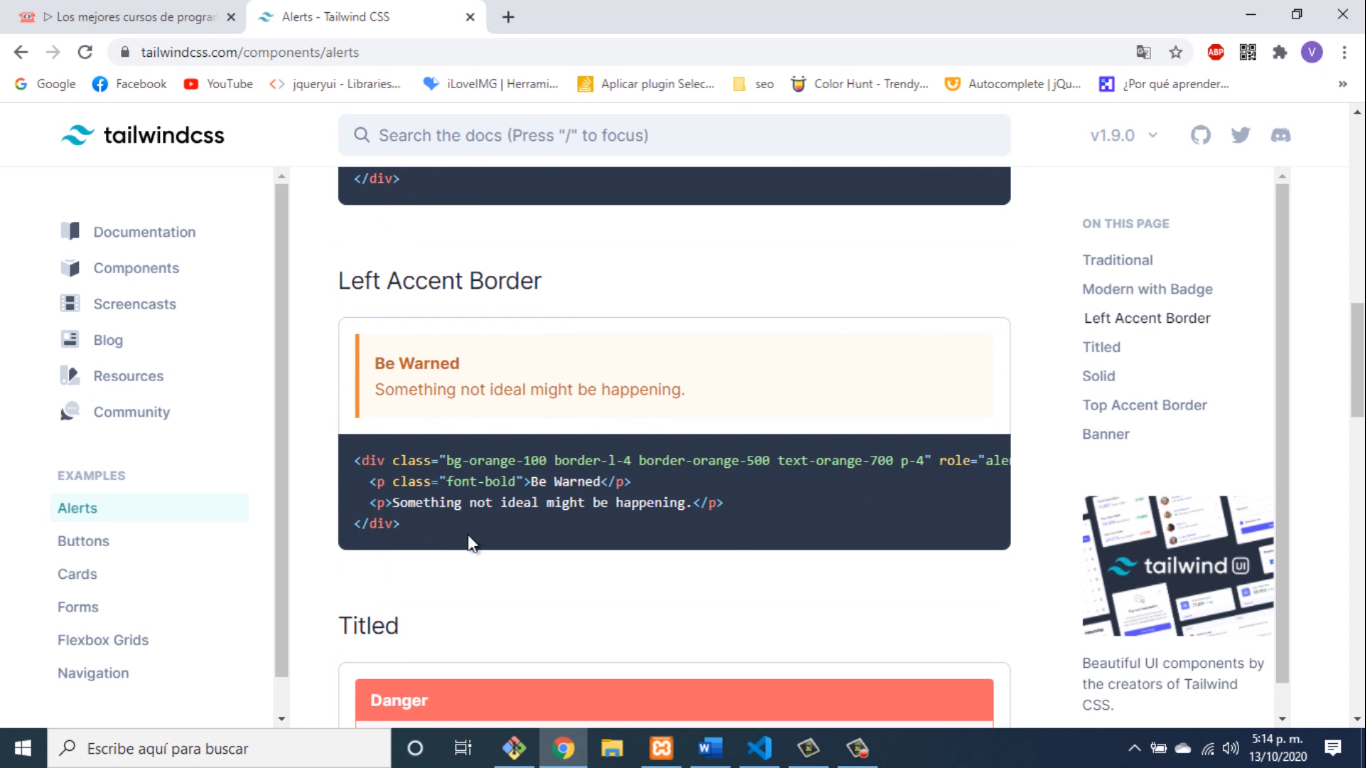 ▷ Los mejores cursos de progra
Alerts - Tailwind CSS
tailwindcss.com/components/alerts
ABP
V
Google
Facebook
YouTube
jqueryui - Libraries...
iLoveIMG | Herrami...
Aplicar plugin Selec...
seo
Color Hunt - Trendy...
Autocomplete | jQu...
¿Por qué aprender...
»
tailwindcss
Search the docs (Press "/" to focus)
v1.9.0
Documentation
Components
Screencasts
Blog
Resources
Community
EXAMPLES
Alerts
Buttons
Cards
Forms
Flexbox Grids
Navigation
</div>
Left Accent Border
Be Warned
Something not ideal might be happening.
<div class="bg-orange-100 border-l-4 border-orange-500 text-orange-700 p-4" role="aler
<p class="font-bold">Be Warned</p>
<p>Something not ideal might be happening.</p>
</div>
Titled
Danger
ON THIS PAGE
Traditional
Modern with Badge
Left Accent Border
Titled
Solid
Top Accent Border
Banner
tailwind UI
Beautiful UI components by
the creators of Tailwind
CSS.
Escribe aquí para buscar
5:14 p. m.
13/10/2020